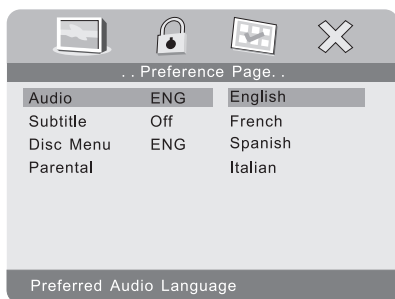 . . Preference Page. .
Audio ENG English
Subtitle Off French
Disc Menu ENG Spanish
Parental Italian
Preferred Audio Language